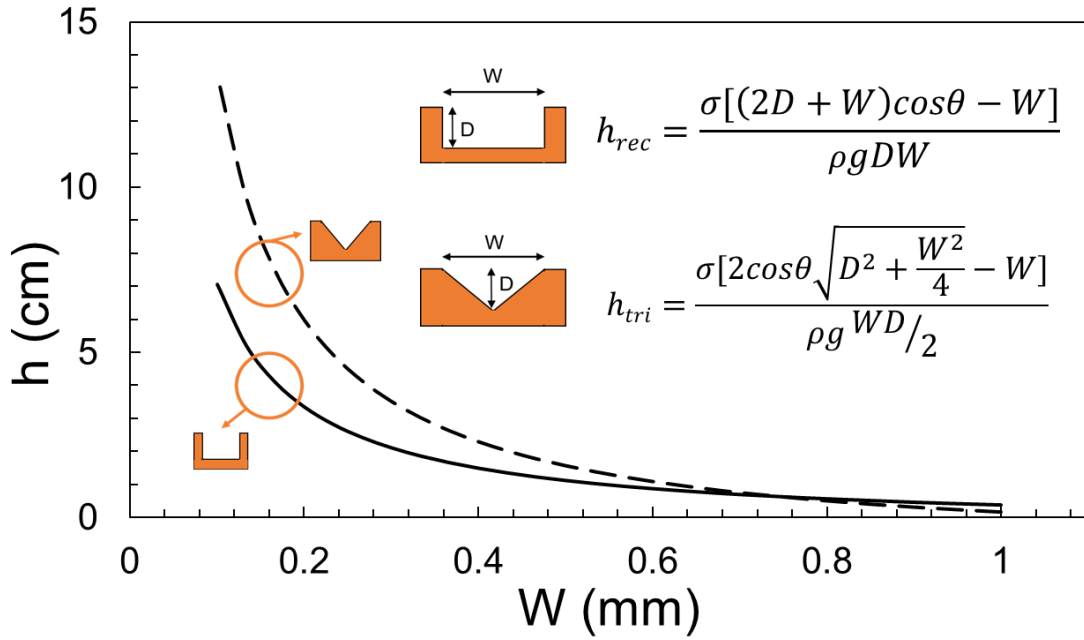 15
10
5
0
h (cm)
0
0.2
0.4
0.6
0.8
1
W (mm)
W
D
h_rec = σ[(2D + W)cosθ − W] / ρgDW
W
D
h_tri = σ[2cosθ√(D² + W²/4) − W] / ρg WD/2